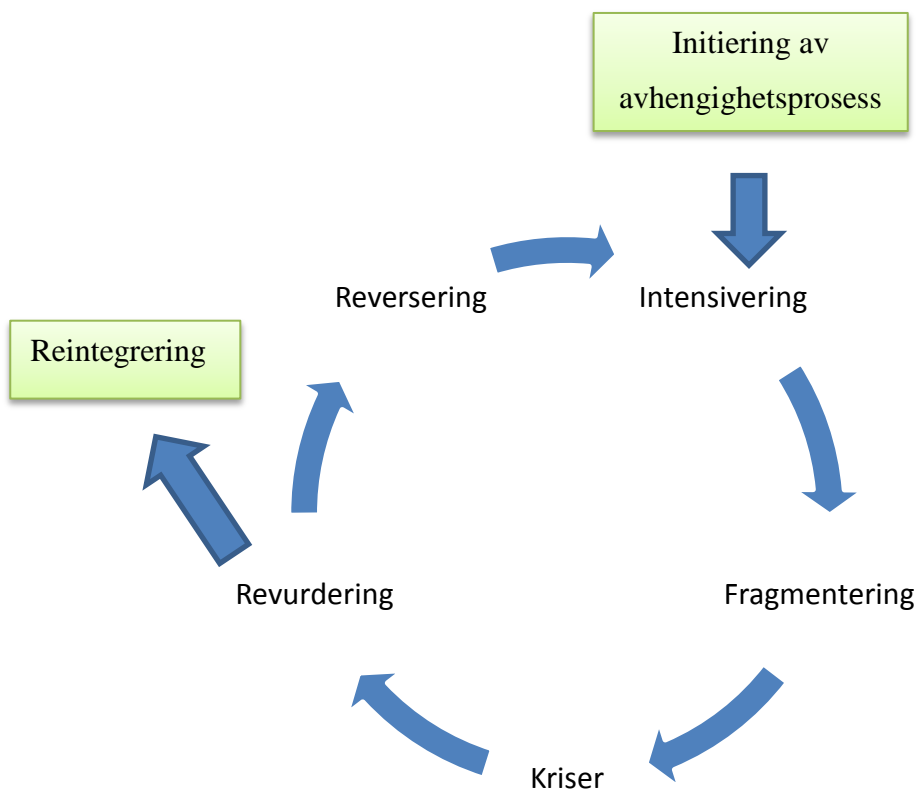 Initiering av
avhengighetsprosess
Reversering
Intensivering
Reintegrering
Revurdering
Fragmentering
Kriser